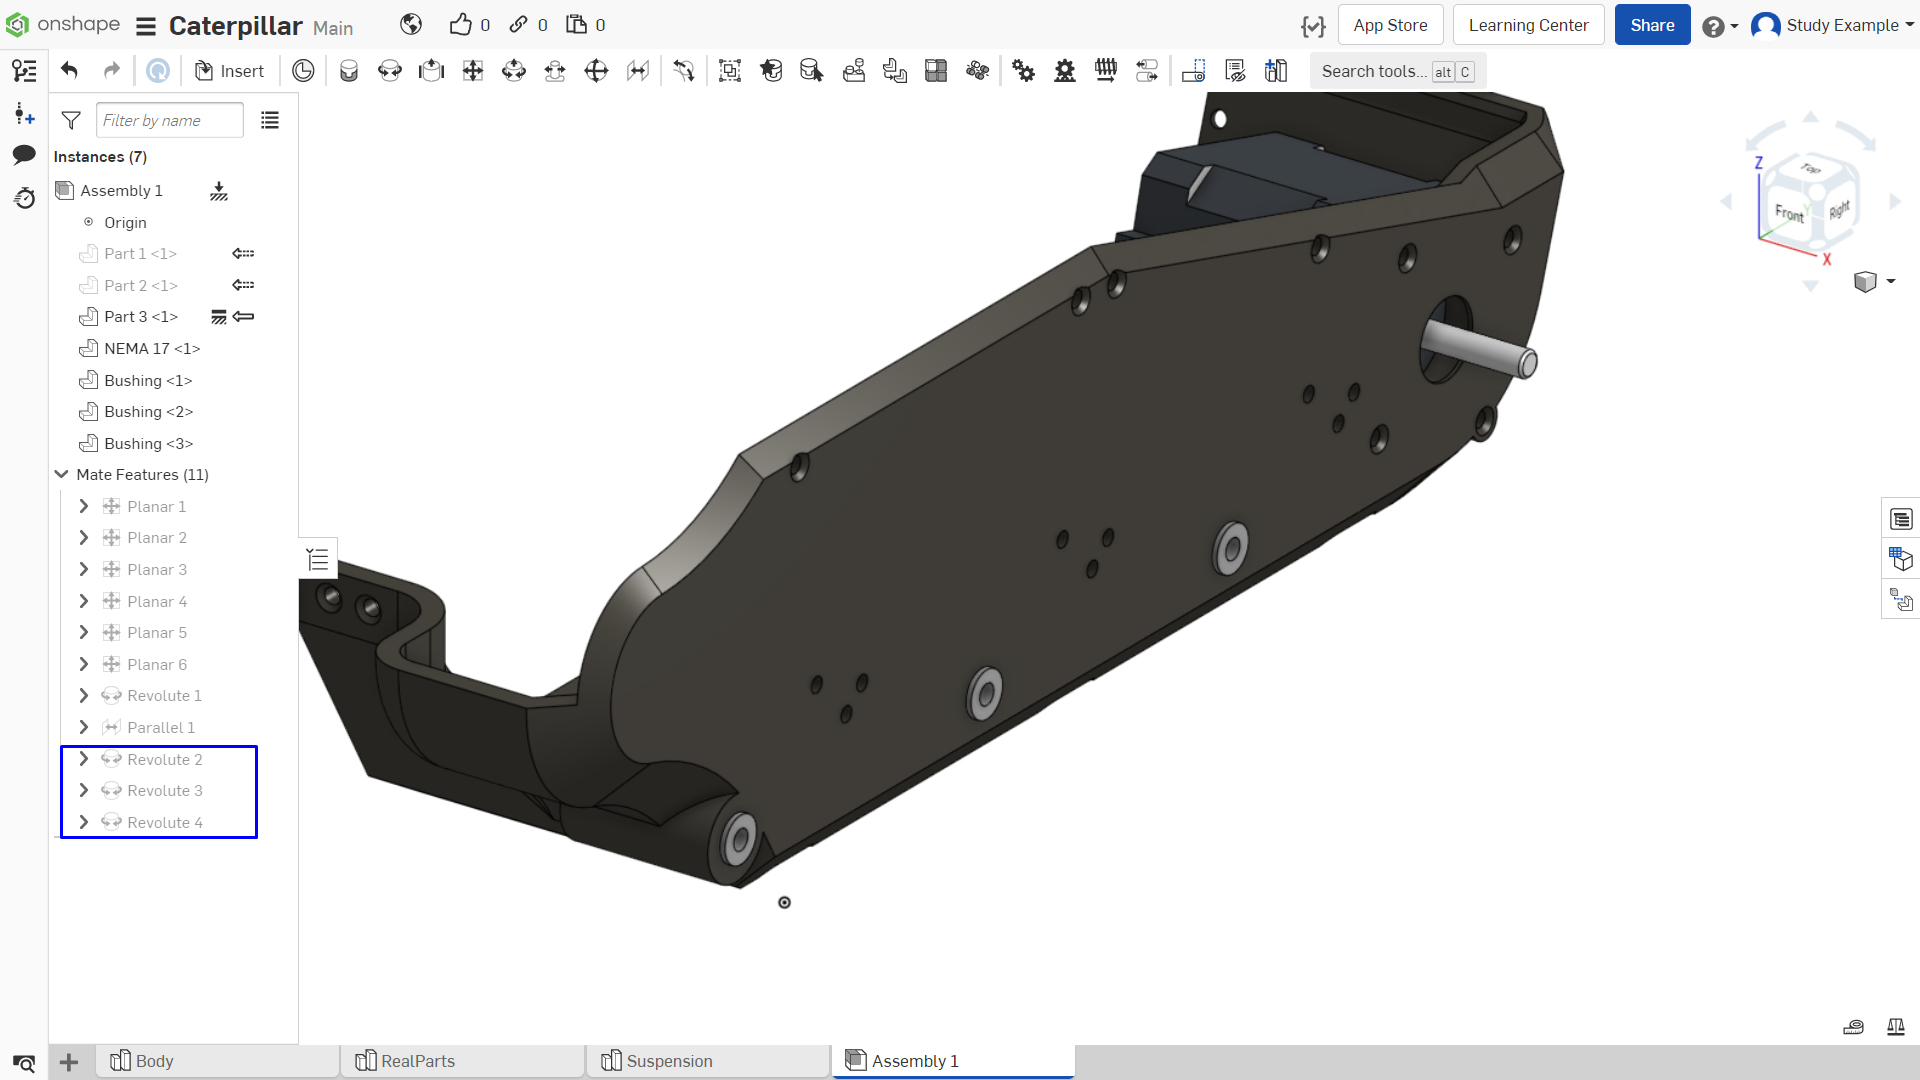 onshape Caterpillar Main 0 0 0 App Store Learning Center Share Study Example
Insert Search tools... alt C
Filter by name
Instances (7)
Assembly 1
Origin
Part 1 <1>
Part 2 <1>
Part 3 <1>
NEMA 17 <1>
Bushing <1>
Bushing <2>
Bushing <3>
Mate Features (11)
Planar 1
Planar 2
Planar 3
Planar 4
Planar 5
Planar 6
Revolute 1
Parallel 1
Revolute 2
Revolute 3
Revolute 4
Z
Top
Front Y Right
X
Body RealParts Suspension Assembly 1